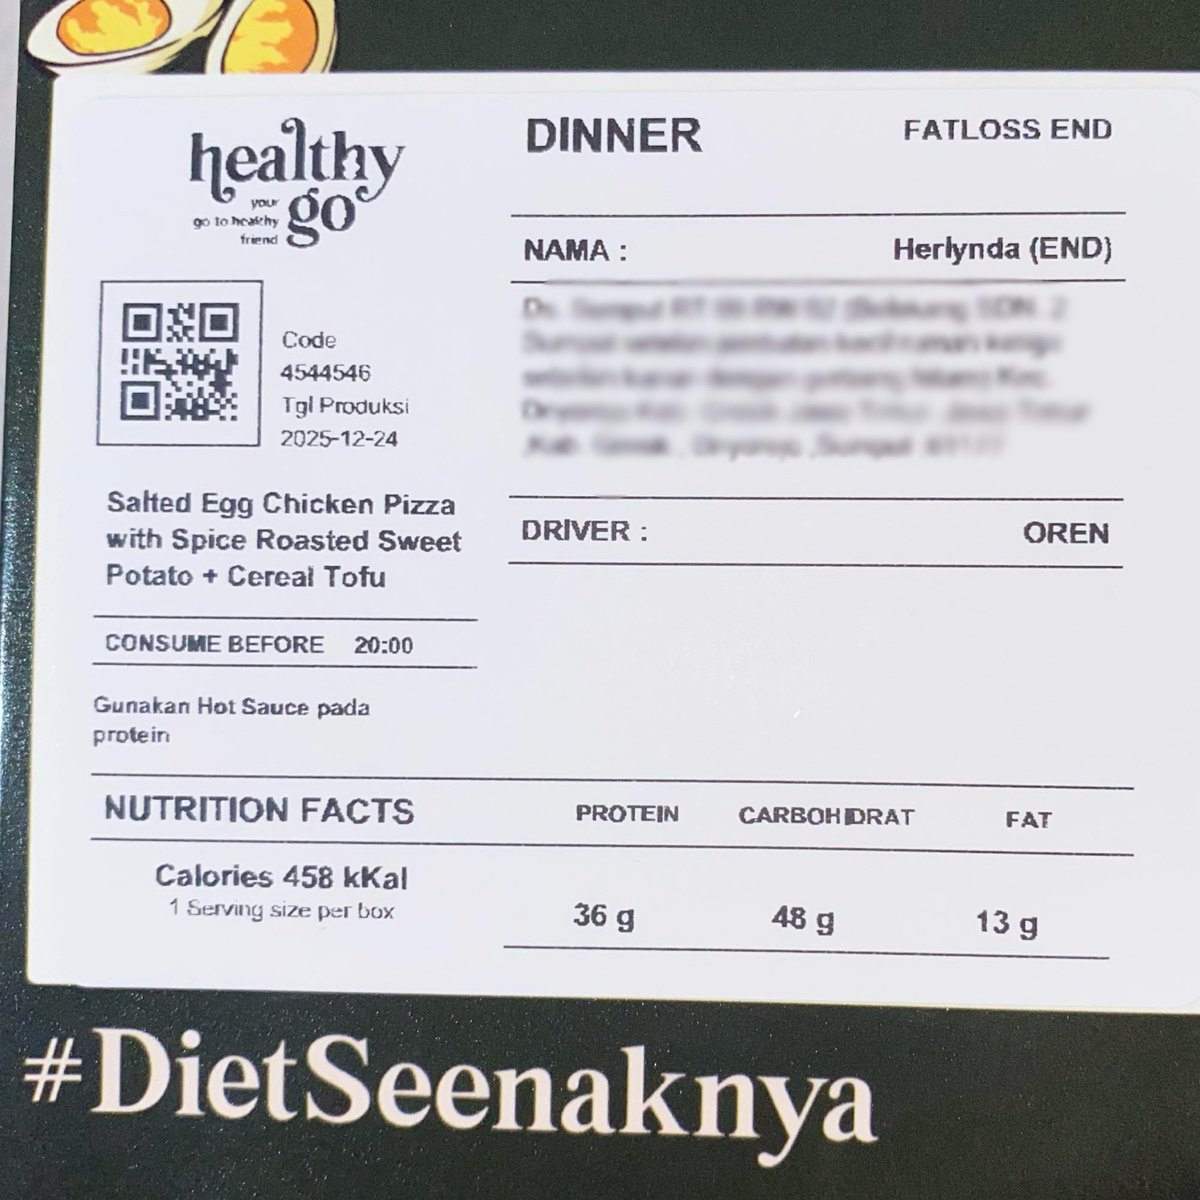 healthy
your
go to healthy
friend
go
DINNER
FATLOSS END
NAMA :
Herlynda (END)
Code
4544546
Tgl Produksi
2025-12-24
Salted Egg Chicken Pizza
with Spice Roasted Sweet
Potato + Cereal Tofu
DRIVER :
OREN
CONSUME BEFORE 20:00
Gunakan Hot Sauce pada
protein
NUTRITION FACTS
PROTEIN
CARBOHIDRAT
FAT
Calories 458 kKal
1 Serving size per box
36 g
48 g
13 g
#DietSeenaknya